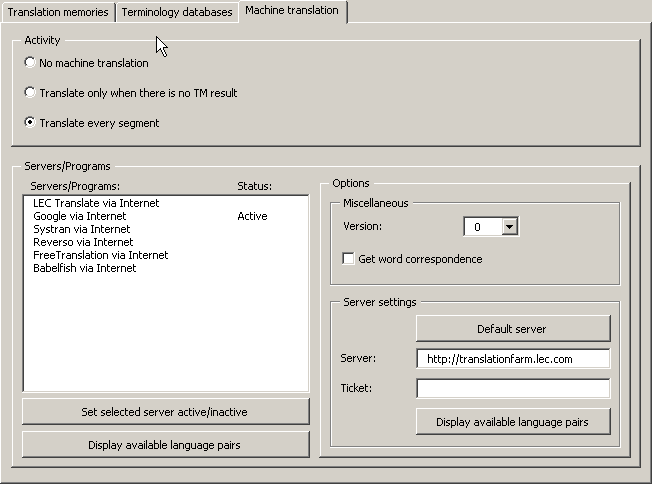 Translation memories
Terminology databases
Machine translation
Activity
No machine translation
Translate only when there is no TM result
Translate every segment
Servers/Programs
Servers/Programs: Status:
LEC Translate via Internet
Google via Internet Active
Systran via Internet
Reverso via Internet
FreeTranslation via Internet
Babelfish via Internet
Set selected server active/inactive
Display available language pairs
Options
Miscellaneous
Version: 0
Get word correspondence
Server settings
Default server
Server: http://translationfarm.lec.com
Ticket:
Display available language pairs